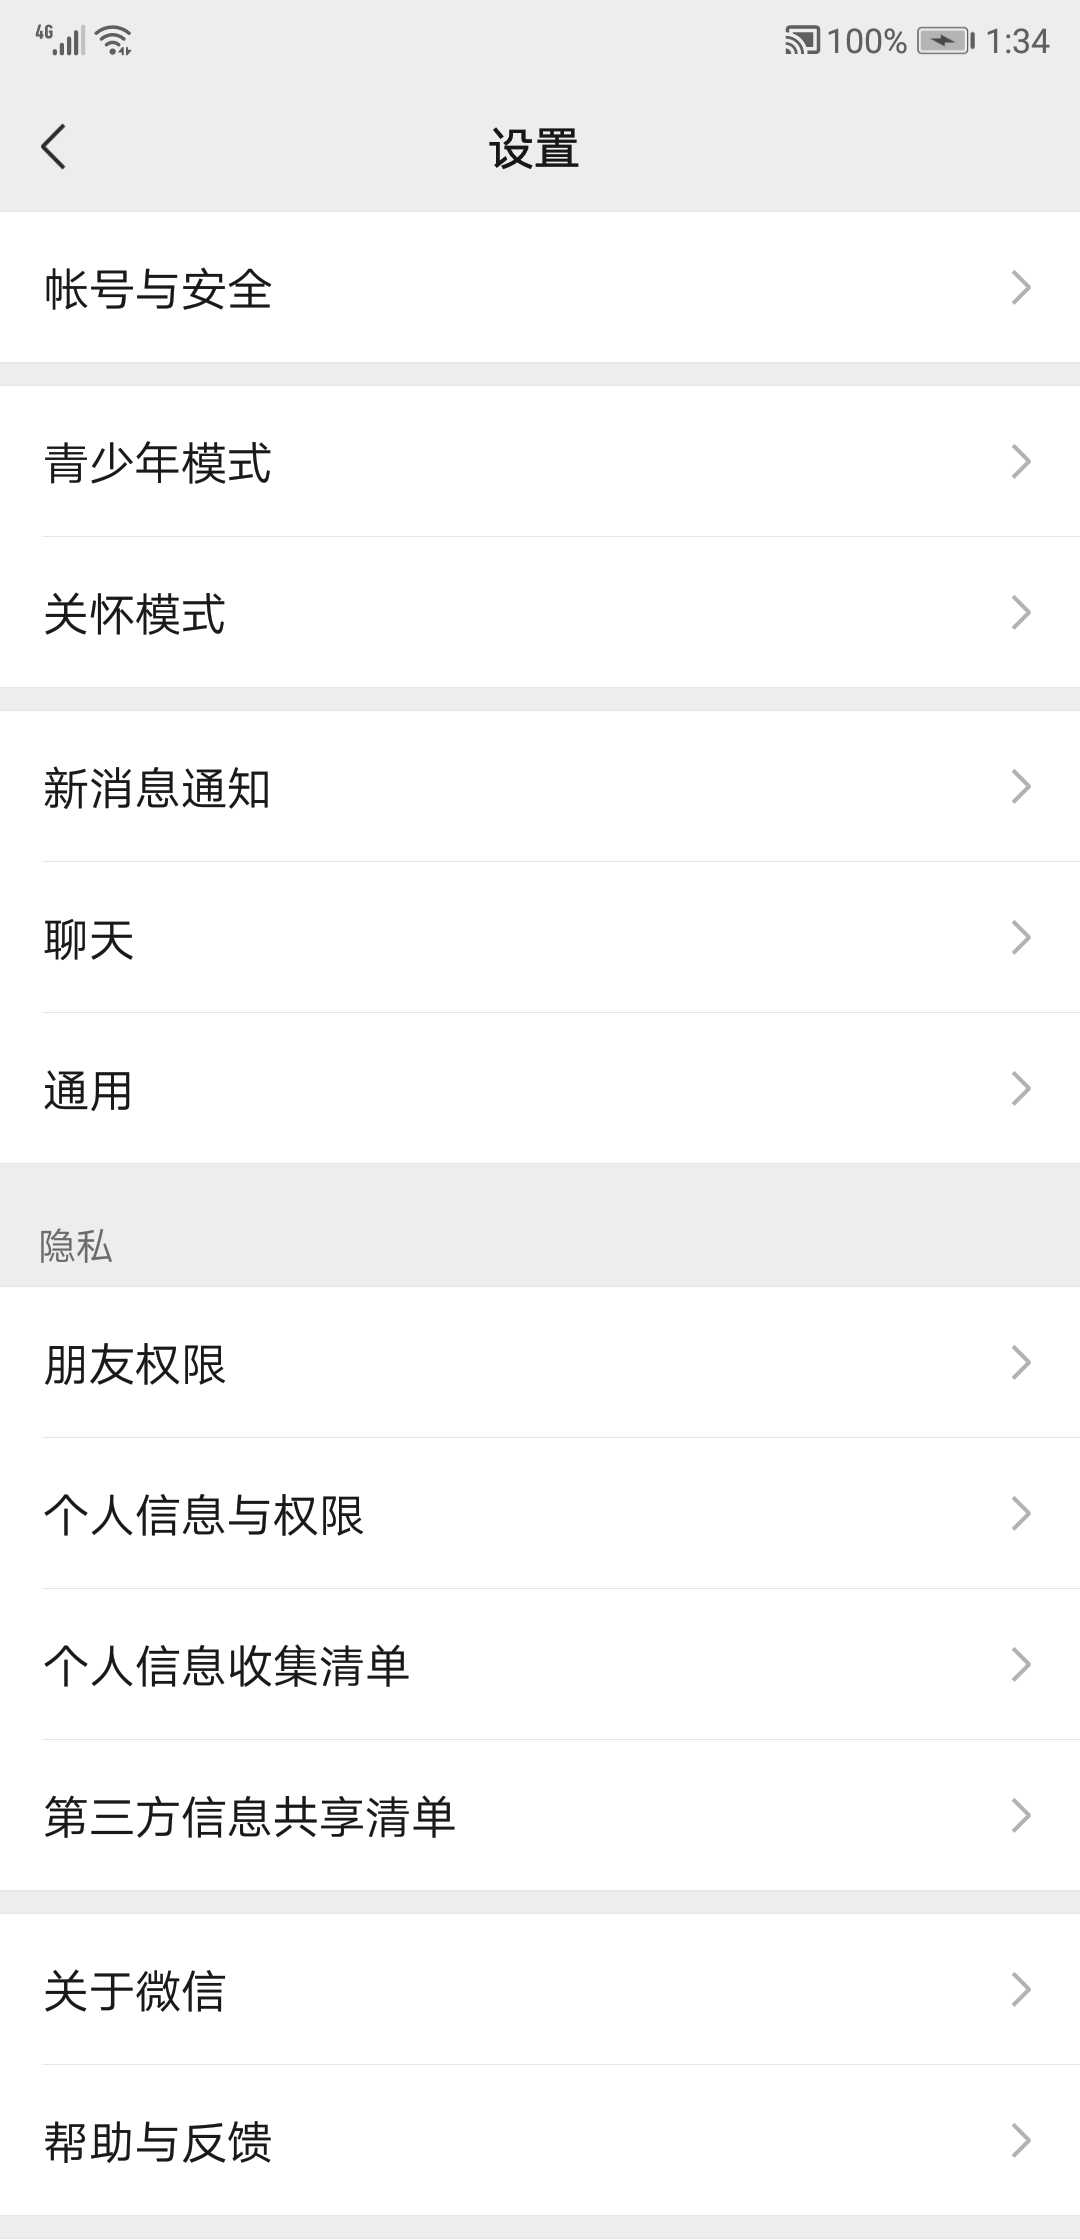 4G 100% 1:34
设置
帐号与安全
青少年模式
关怀模式
新消息通知
聊天
通用
隐私
朋友权限
个人信息与权限
个人信息收集清单
第三方信息共享清单
关于微信
帮助与反馈